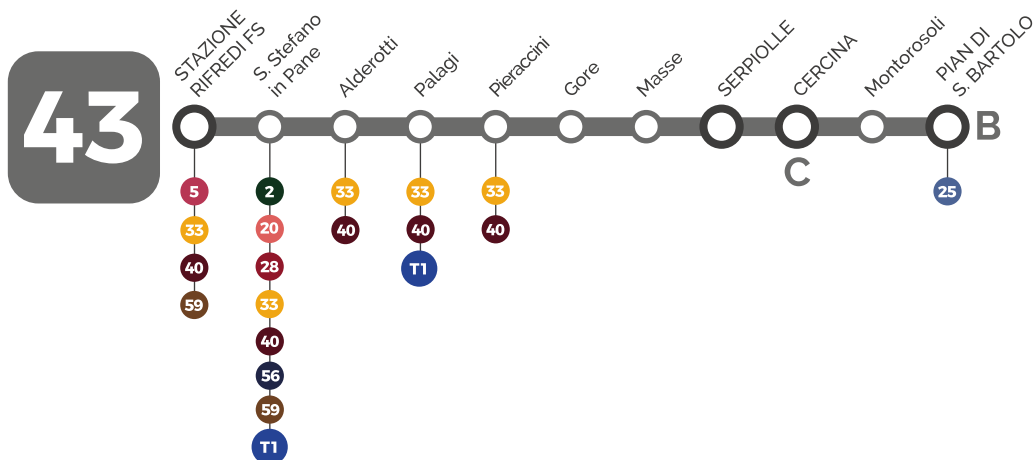 43
STAZIONE
RIFREDI FS
S. Stefano
in Pane
Alderotti
Palagi
Pieraccini
Gore
Masse
SERPIOLLE
CERCINA
Montorosoli
PIAN DI
S. BARTOLO
B
C
5
33
40
59
2
20
28
33
40
56
59
T1
33
40
33
40
T1
33
40
25